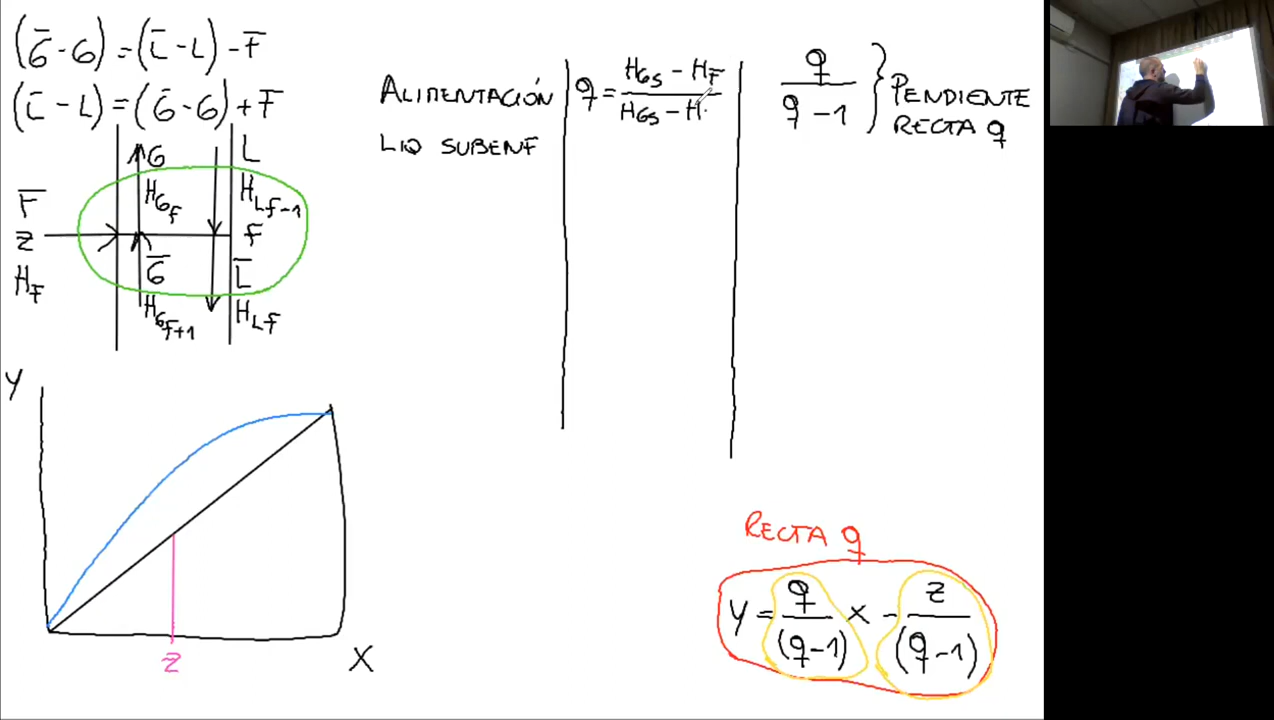 (G̅ - G) = (L̅ - L) - F̅
(L̅ - L) = (G̅ - G) + F̅
G L
H_Gf H_Lf-1
F̅
z f
H_F
G̅ L̅
H_Gf+1 H_Lf
ALIMENTACIÓN
q = (H_Gs - H_F) / (H_Gs - H
q / (q - 1) } PENDIENTE
RECTA q
LIQ SUBENF
Y
z
X
RECTA q
y = q/(q-1) x - z/(q-1)